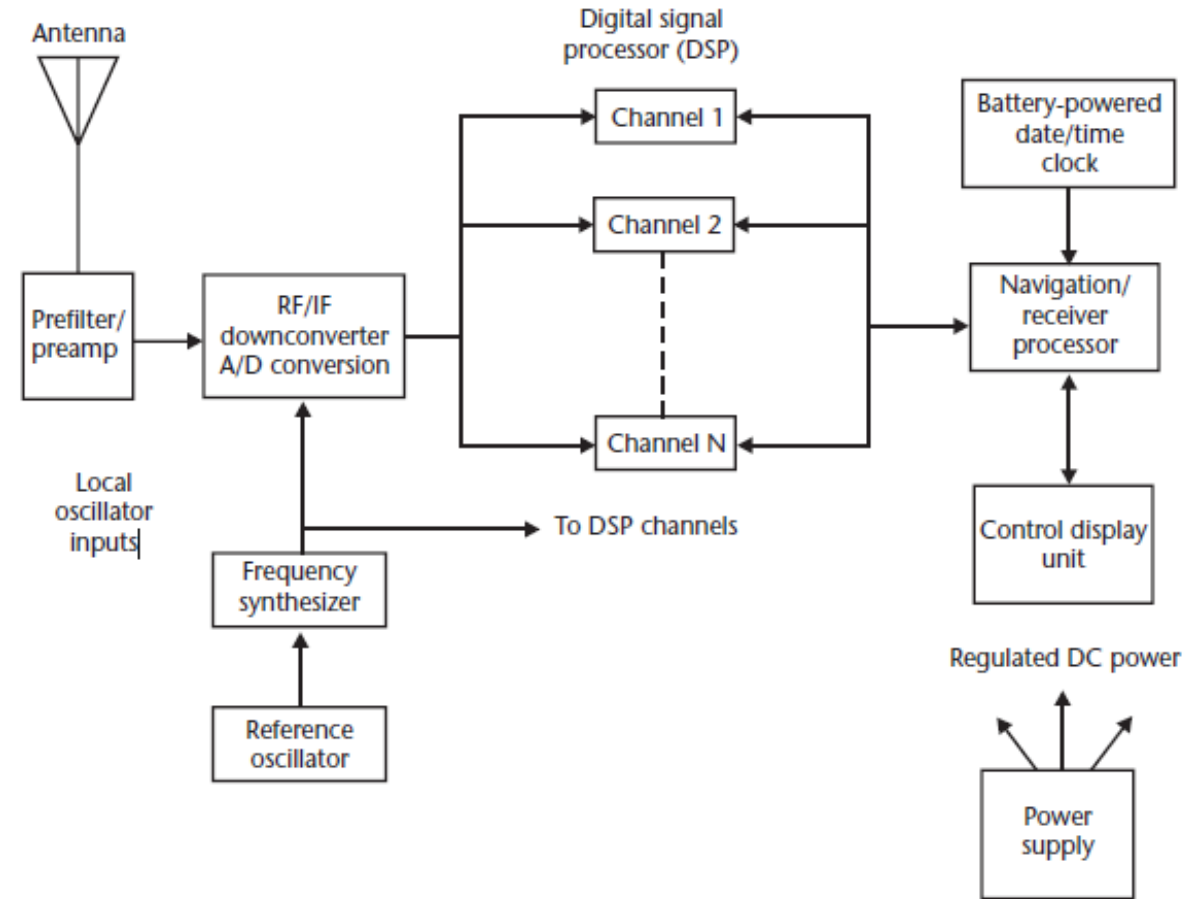 Antenna
Digital signal
processor (DSP)
Channel 1
Channel 2
Channel N
Battery-powered
date/time
clock
Prefilter/
preamp
RF/IF
downconverter
A/D conversion
Navigation/
receiver
processor
Local
oscillator
inputs
To DSP channels
Control display
unit
Frequency
synthesizer
Reference
oscillator
Regulated DC power
Power
supply